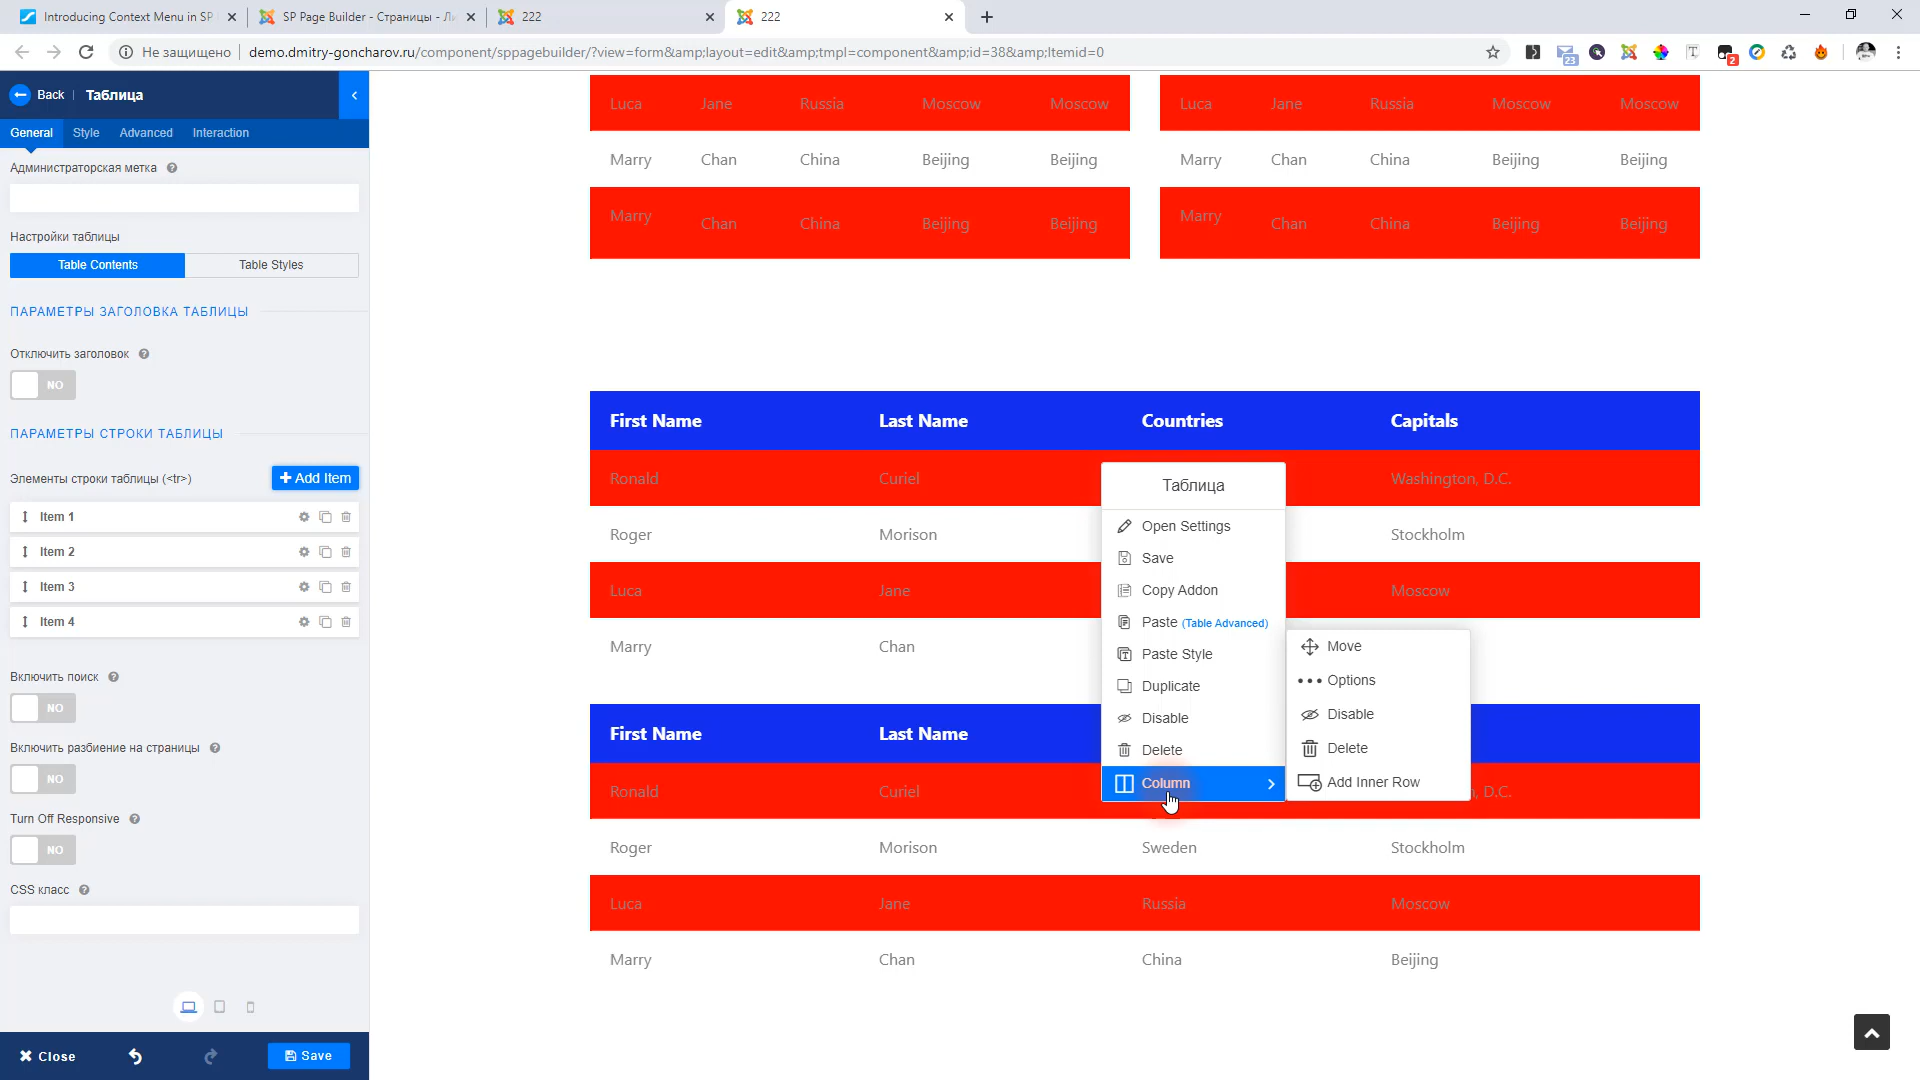 Introducing Context Menu in SP
SP Page Builder - Страницы - Ли
222
222
Не защищено
demo.dmitry-goncharov.ru/component/sppagebuilder/?view=form&amp;layout=edit&amp;tmpl=component&amp;id=38&amp;Itemid=0
23
2
Back
Таблица
General
Style
Advanced
Interaction
Администраторская метка
Настройки таблицы
Table Contents
Table Styles
ПАРАМЕТРЫ ЗАГОЛОВКА ТАБЛИЦЫ
Отключить заголовок
NO
ПАРАМЕТРЫ СТРОКИ ТАБЛИЦЫ
Элементы строки таблицы (<tr>)
Add Item
Item 1
Item 2
Item 3
Item 4
Включить поиск
NO
Включить разбиение на страницы
NO
Turn Off Responsive
NO
CSS класс
Close
Save
Luca Jane Russia Moscow Moscow
Marry Chan China Beijing Beijing
Marry Chan China Beijing Beijing
Luca Jane Russia Moscow Moscow
Marry Chan China Beijing Beijing
Marry Chan China Beijing Beijing
First Name Last Name Countries Capitals
Ronald Curiel Washington, D.C.
Roger Morison Stockholm
Luca Jane Moscow
Marry Chan
Таблица
Open Settings
Save
Copy Addon
Paste (Table Advanced)
Paste Style
Duplicate
Disable
Delete
Column
Move
Options
Disable
Delete
Add Inner Row
First Name Last Name
Ronald Curiel D.C.
Roger Morison Sweden Stockholm
Luca Jane Russia Moscow
Marry Chan China Beijing